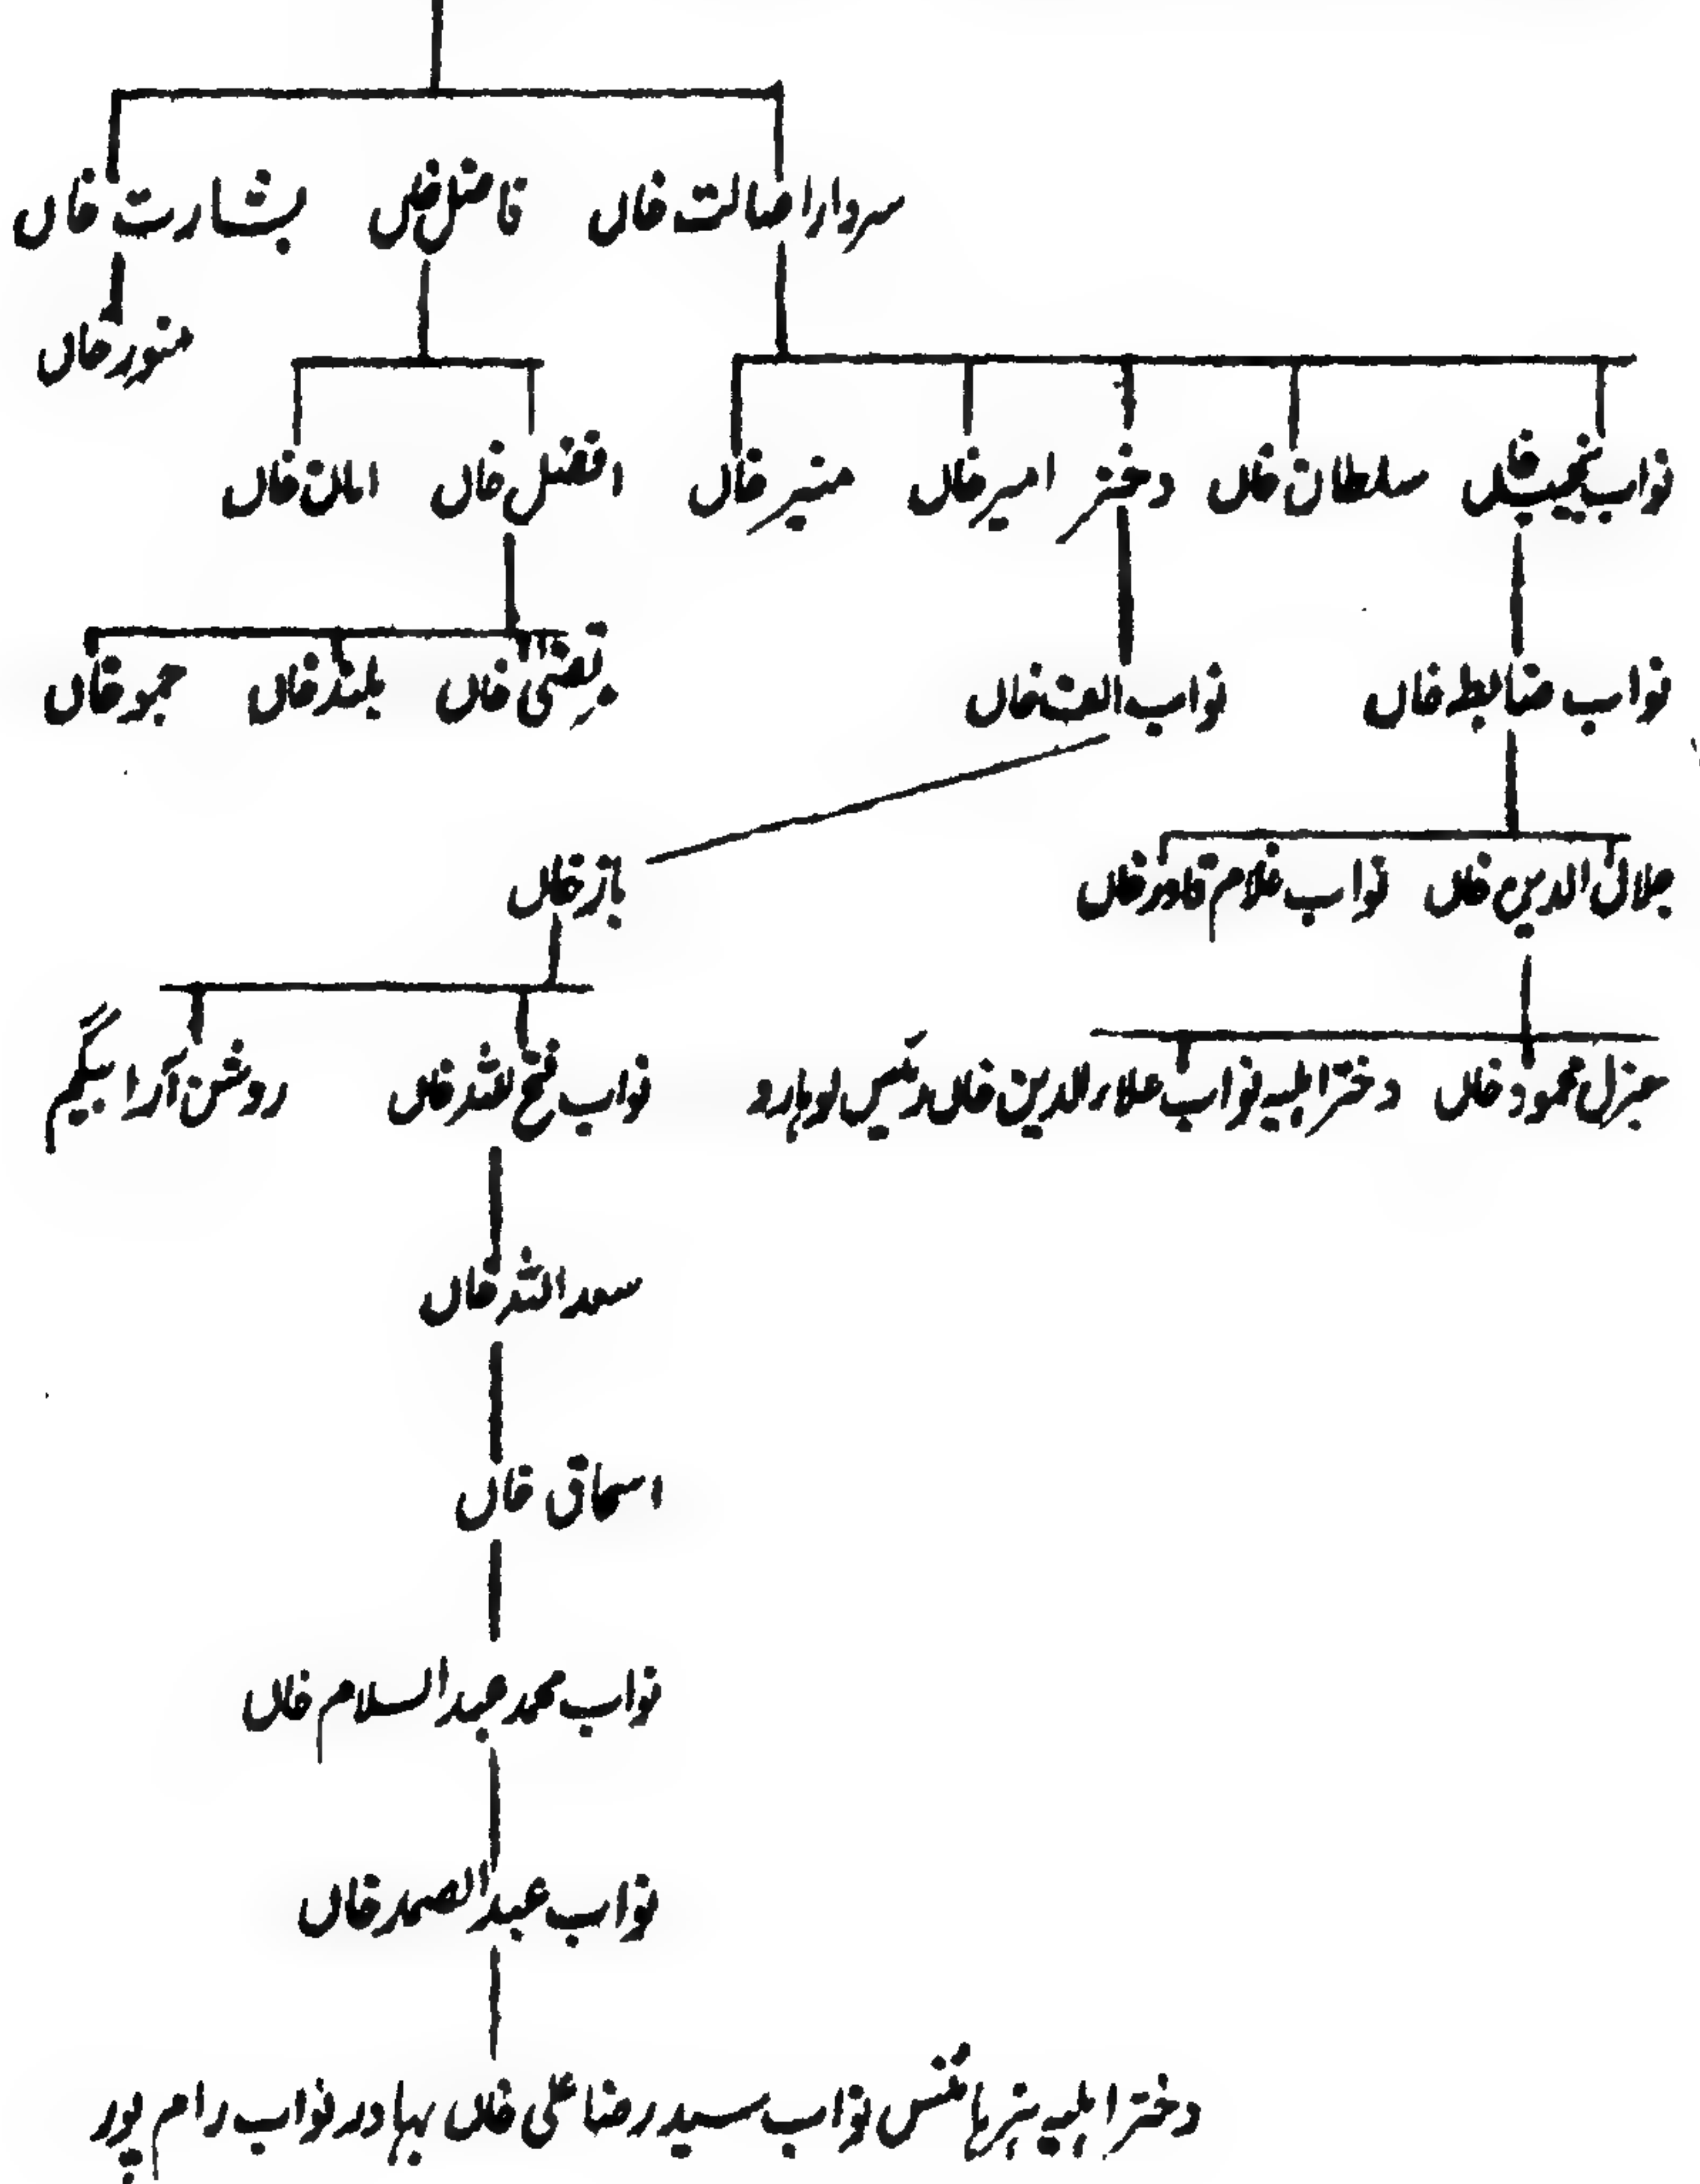 سردار اصالت خاں فاضل خاں بشارت خاں
منور خاں
نواب نجیب خاں سلطان خاں دختر امیر خاں منیر خاں افضل خاں امان خاں
نواب ضابطہ خاں نواب الف خاں مرتضیٰ خاں بلند خاں
جلال الدین خاں نواب غلام قادر خاں باز خاں
جنرل محمود خاں دختر اہلیہ نواب علاء الدین خاں رئیس لوہارو نواب فتح اللہ خاں روشن آرا بیگم
سعد اللہ خاں
اسحاق خاں
نواب محمد عبد السلام خاں
نواب عبد الصمد خاں
دختر اہلیہ ہزہائنس نواب سید رضا علی خاں بہادر نواب رام پور